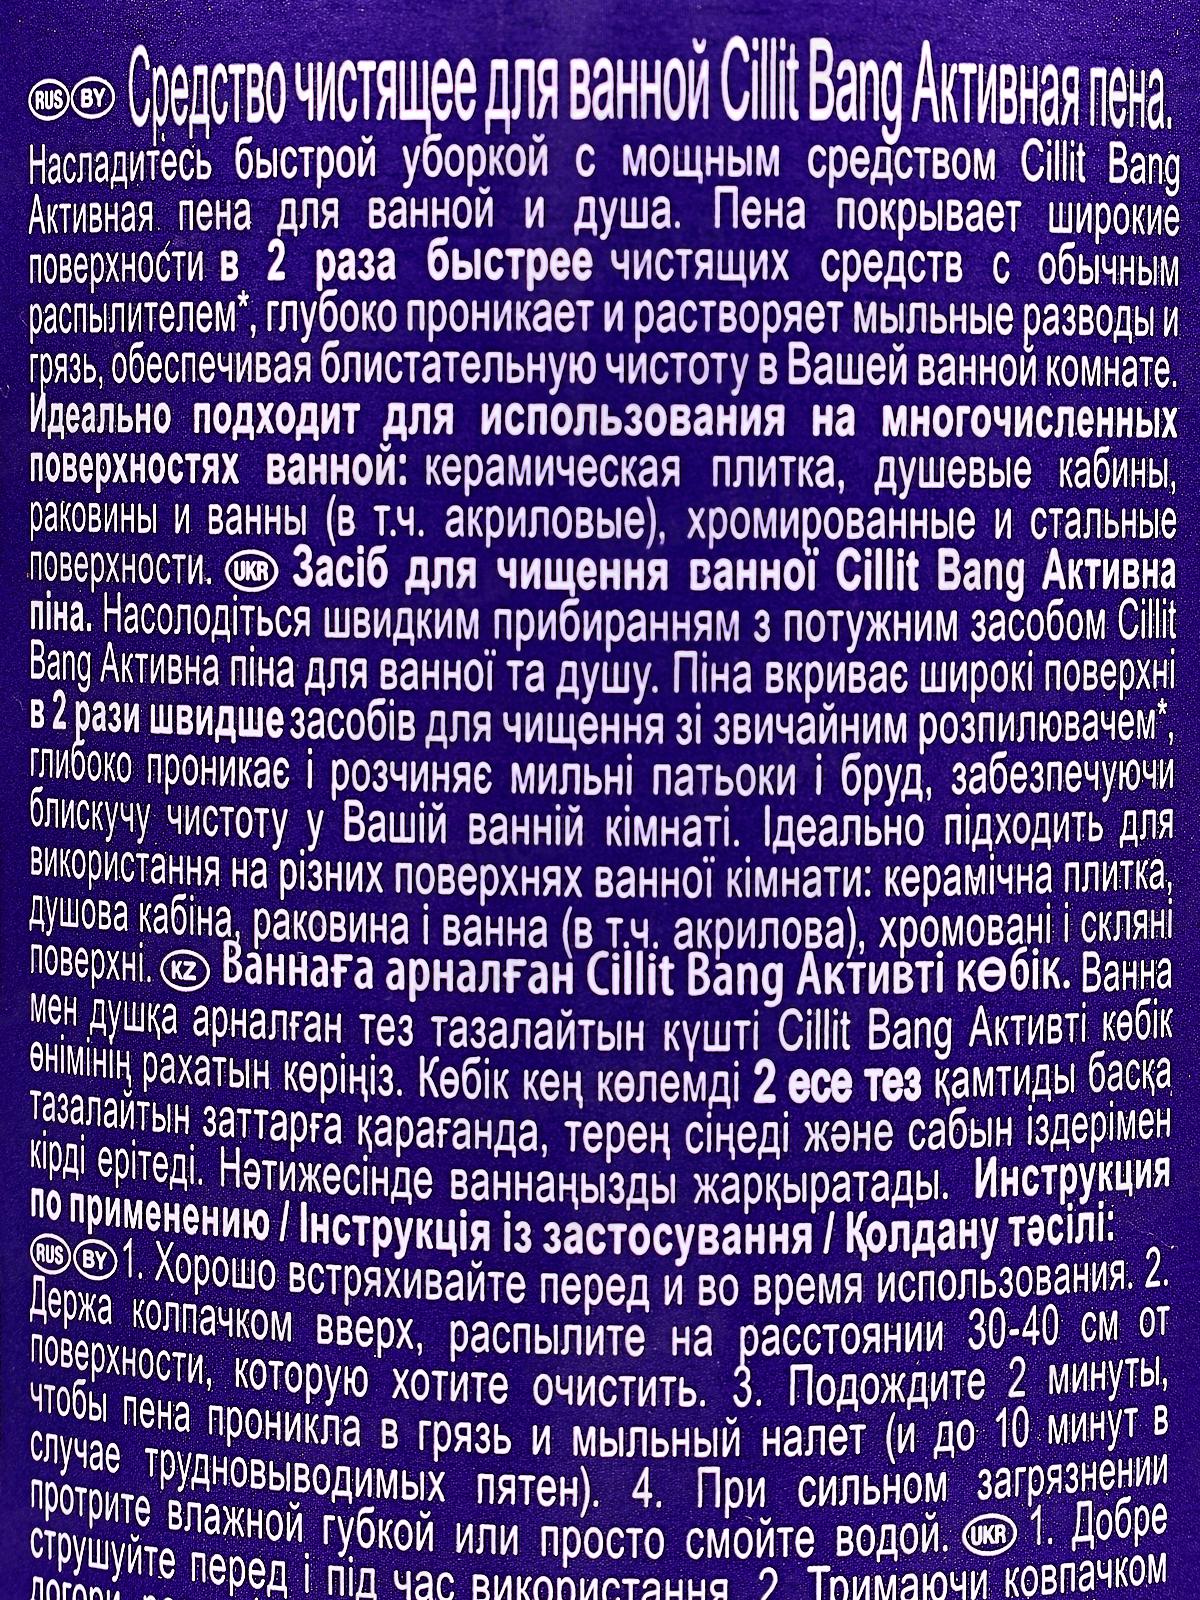 RUS BY Средство чистящее для ванной Cillit Bang Активная пена.
Насладитесь быстрой уборкой с мощным средством Cillit Bang
Активная пена для ванной и душа. Пена покрывает широкие
поверхности в 2 раза быстрее чистящих средств с обычным
распылителем*, глубоко проникает и растворяет мыльные разводы и
грязь, обеспечивая блистательную чистоту в Вашей ванной комнате.
Идеально подходит для использования на многочисленных
поверхностях ванной: керамическая плитка, душевые кабины,
раковины и ванны (в т.ч. акриловые), хромированные и стальные
поверхности. UKR Засіб для чищення ванної Cillit Bang Активна
піна. Насолодіться швидким прибиранням з потужним засобом Cillit
Bang Активна піна для ванної та душу. Піна вкриває широкі поверхні
в 2 рази швидше засобів для чищення зі звичайним розпилювачем*,
глибоко проникає і розчиняє мильні патьоки і бруд, забезпечуючи
блискучу чистоту у Вашій ванній кімнаті. Ідеально підходить для
використання на різних поверхнях ванної кімнати: керамічна плитка,
душова кабіна, раковина і ванна (в т.ч. акрилова), хромовані і скляні
поверхні. KZ Ваннаға арналған Cillit Bang Активті көбік. Ванна
мен душқа арналған тез тазалайтын күшті Cillit Bang Активті көбік
өнімінің рахатын көріңіз. Көбік кең көлемді 2 есе тез қамтиды басқа
тазалайтын заттарға қарағанда, терең сіңеді және сабын іздерімен
кірді ерітеді. Нәтижесінде ваннаңызды жарқыратады. Инструкция
по применению / Інструкція із застосування / Қолдану тәсілі:
RUS BY 1. Хорошо встряхивайте перед и во время использования. 2.
Держа колпачком вверх, распылите на расстоянии 30-40 см от
поверхности, которую хотите очистить. 3. Подождите 2 минуты,
чтобы пена проникла в грязь и мыльный налет (и до 10 минут в
случае трудновыводимых пятен). 4. При сильном загрязнении
протрите влажной губкой или просто смойте водой. UKR 1. Добре
струшуйте перед і під час використання. 2. Тримаючи ковпачком
догори